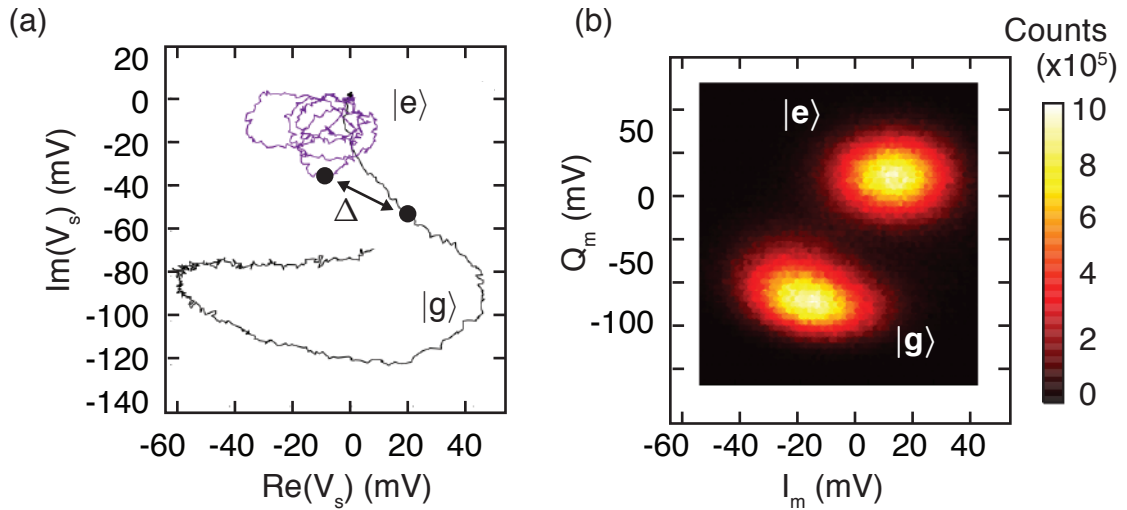 (a)
20
0
-20
-40
-60
-80
-100
-120
-140
Im(Vs) (mV)
|e⟩
Δ
|g⟩
-60 -40 -20 0 20 40
Re(Vs) (mV)
(b)
50
0
-50
-100
Qm (mV)
|e⟩
|g⟩
-60 -40 -20 0 20 40
Im (mV)
Counts
(x10⁵)
10
8
6
4
2
0